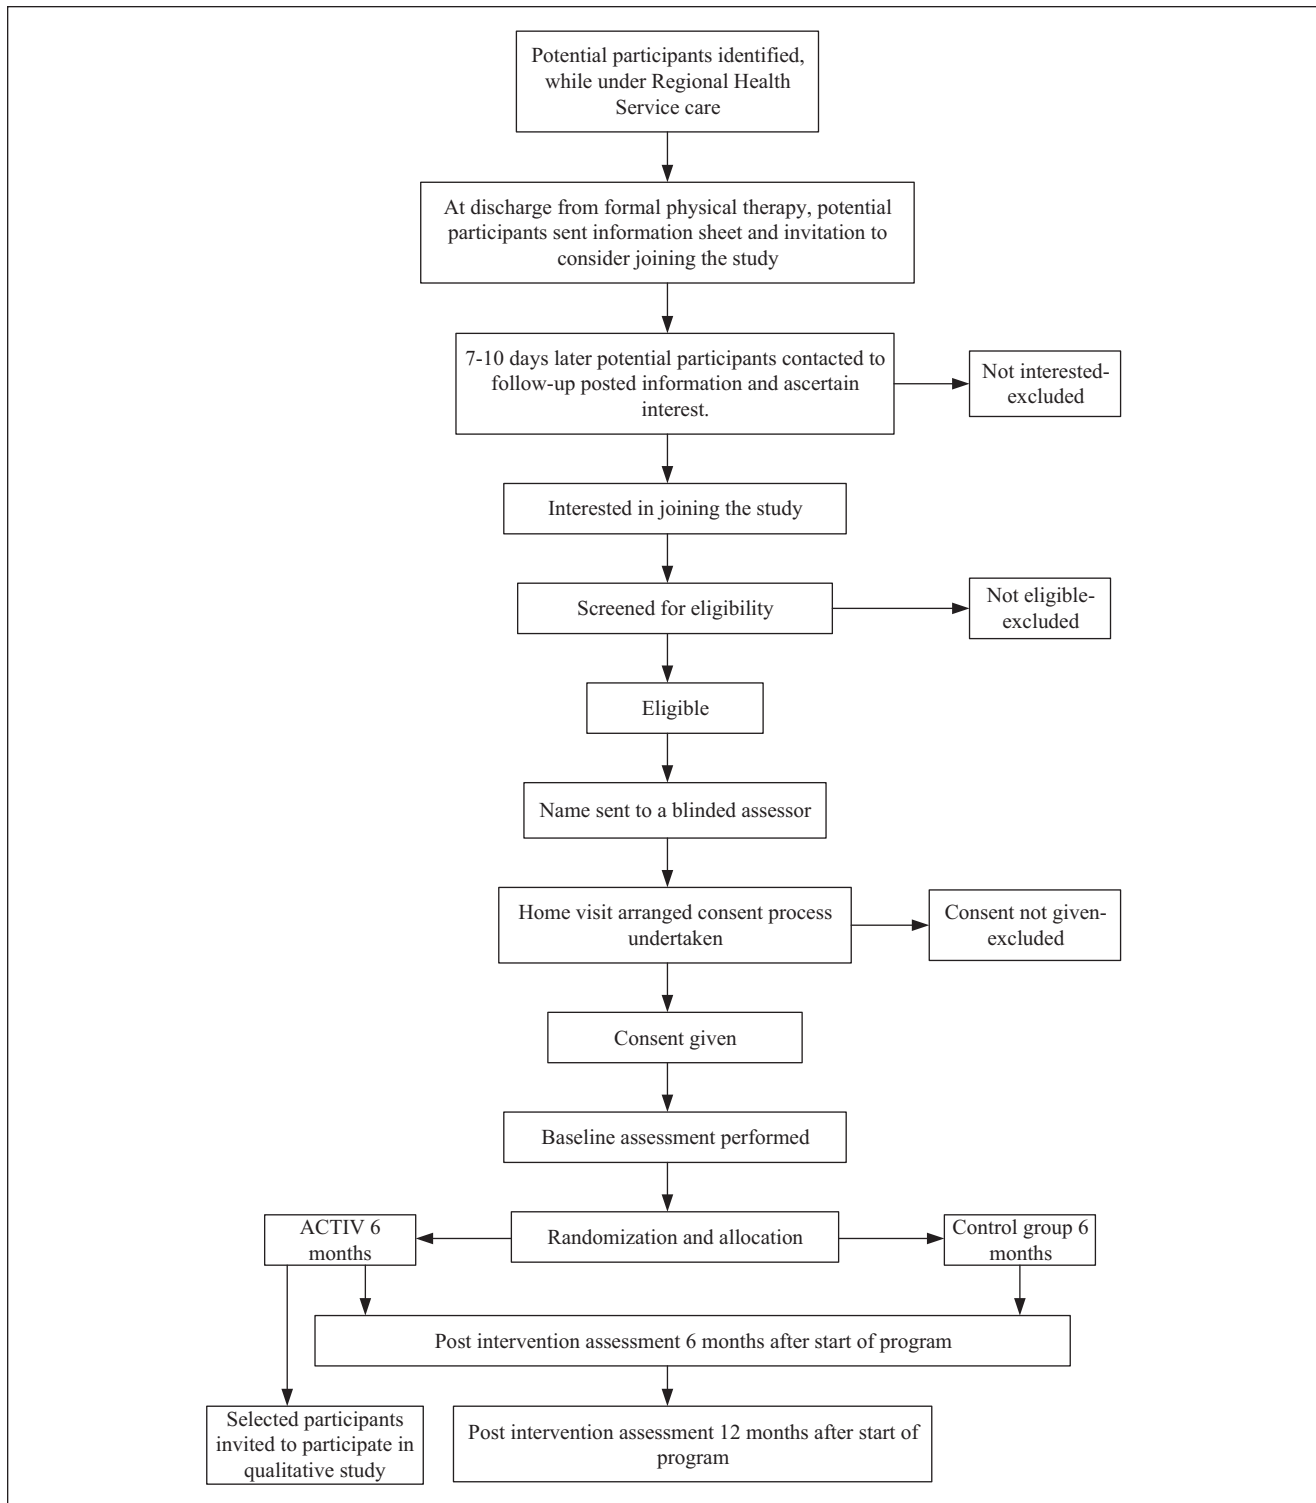 Potential participants identified,
while under Regional Health
Service care
At discharge from formal physical therapy, potential
participants sent information sheet and invitation to
consider joining the study
7-10 days later potential participants contacted to
follow-up posted information and ascertain
interest.
Not interested-
excluded
Interested in joining the study
Screened for eligibility
Not eligible-
excluded
Eligible
Name sent to a blinded assessor
Home visit arranged consent process
undertaken
Consent not given-
excluded
Consent given
Baseline assessment performed
ACTIV 6
months
Randomization and allocation
Control group 6
months
Post intervention assessment 6 months after start of program
Selected participants
invited to participate in
qualitative study
Post intervention assessment 12 months after start of
program